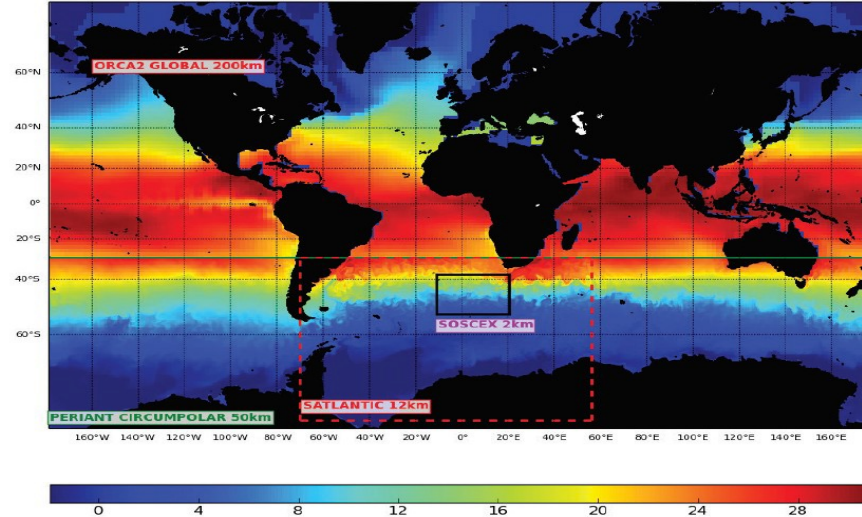 ORCA2 GLOBAL 200km
60°N
40°N
20°N
0°
20°S
40°S
SOSCEX 2km
60°S
SATLANTIC 12km
PERIANT CIRCUMPOLAR 50km
160°W 140°W 120°W 100°W 80°W 60°W 40°W 20°W 0° 20°E 40°E 60°E 80°E 100°E 120°E 140°E 160°E
0 4 8 12 16 20 24 28